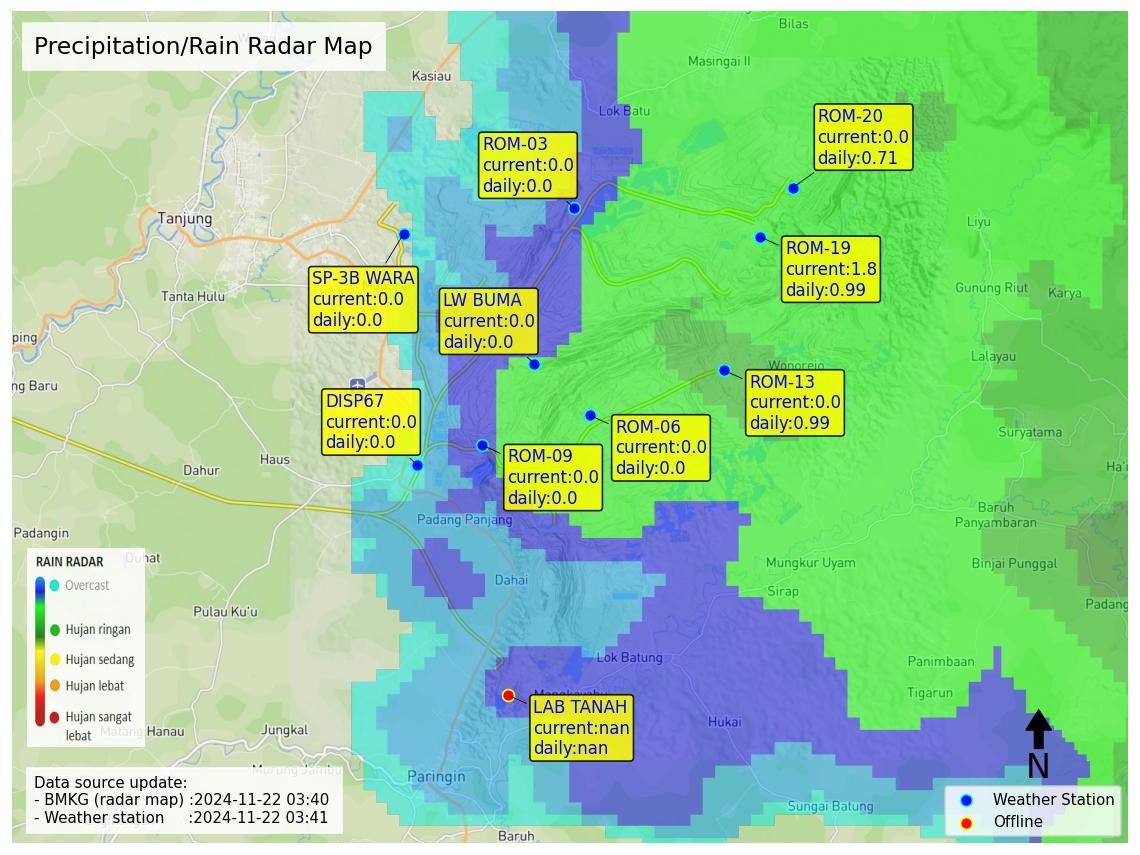 Precipitation/Rain Radar Map
Bilas
Masingai II
Kasiau
Lok Batu
ROM-20
current:0.0
daily:0.71
ROM-03
current:0.0
daily:0.0
Tanjung
Liyu
ROM-19
current:1.8
daily:0.99
SP-3B WARA
current:0.0
daily:0.0
Tanta Hulu
LW BUMA
current:0.0
daily:0.0
Gunung Riut
Karya
ping
Lalayau
Wonorejo
ng Baru
ROM-13
current:0.0
daily:0.99
DISP67
current:0.0
daily:0.0
ROM-06
current:0.0
daily:0.0
Suryatama
ROM-09
current:0.0
daily:0.0
Haus
Dahur
Ha'u
Baruh
Panyambaran
Padang Panjang
Padangin
Duhat
Mungkur Uyam
Binjai Punggal
Dahai
Sirap
Padang
Pulau Ku'u
RAIN RADAR
Overcast
Hujan ringan
Hujan sedang
Hujan lebat
Hujan sangat
lebat
Lok Batung
Panimbaan
Tigarun
Mangkayahu
LAB TANAH
current:nan
daily:nan
Hukai
Matang Hanau
Jungkal
Murung Jambu
Paringin
Sungai Batung
Baruh
N
Data source update:
- BMKG (radar map) :2024-11-22 03:40
- Weather station :2024-11-22 03:41
Weather Station
Offline